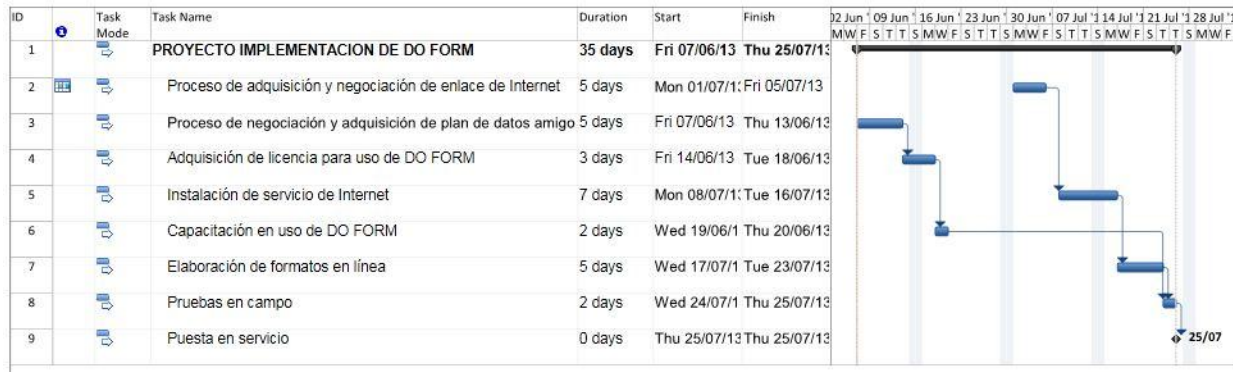 ID Task Mode Task Name Duration Start Finish 02 Jun ' 09 Jun ' 16 Jun ' 23 Jun ' 30 Jun ' 07 Jul '1 14 Jul '1 21 Jul '1 28 Jul '1
M W F S T T S M W F S T T S M W F S T T S M W F S T T S M W F
1 PROYECTO IMPLEMENTACION DE DO FORM 35 days Fri 07/06/13 Thu 25/07/13
2 Proceso de adquisición y negociación de enlace de Internet 5 days Mon 01/07/1 Fri 05/07/13
3 Proceso de negociación y adquisición de plan de datos amigo 5 days Fri 07/06/13 Thu 13/06/13
4 Adquisición de licencia para uso de DO FORM 3 days Fri 14/06/13 Tue 18/06/13
5 Instalación de servicio de Internet 7 days Mon 08/07/1 Tue 16/07/13
6 Capacitación en uso de DO FORM 2 days Wed 19/06/1 Thu 20/06/13
7 Elaboración de formatos en línea 5 days Wed 17/07/1 Tue 23/07/13
8 Pruebas en campo 2 days Wed 24/07/1 Thu 25/07/13
9 Puesta en servicio 0 days Thu 25/07/13 Thu 25/07/13 25/07